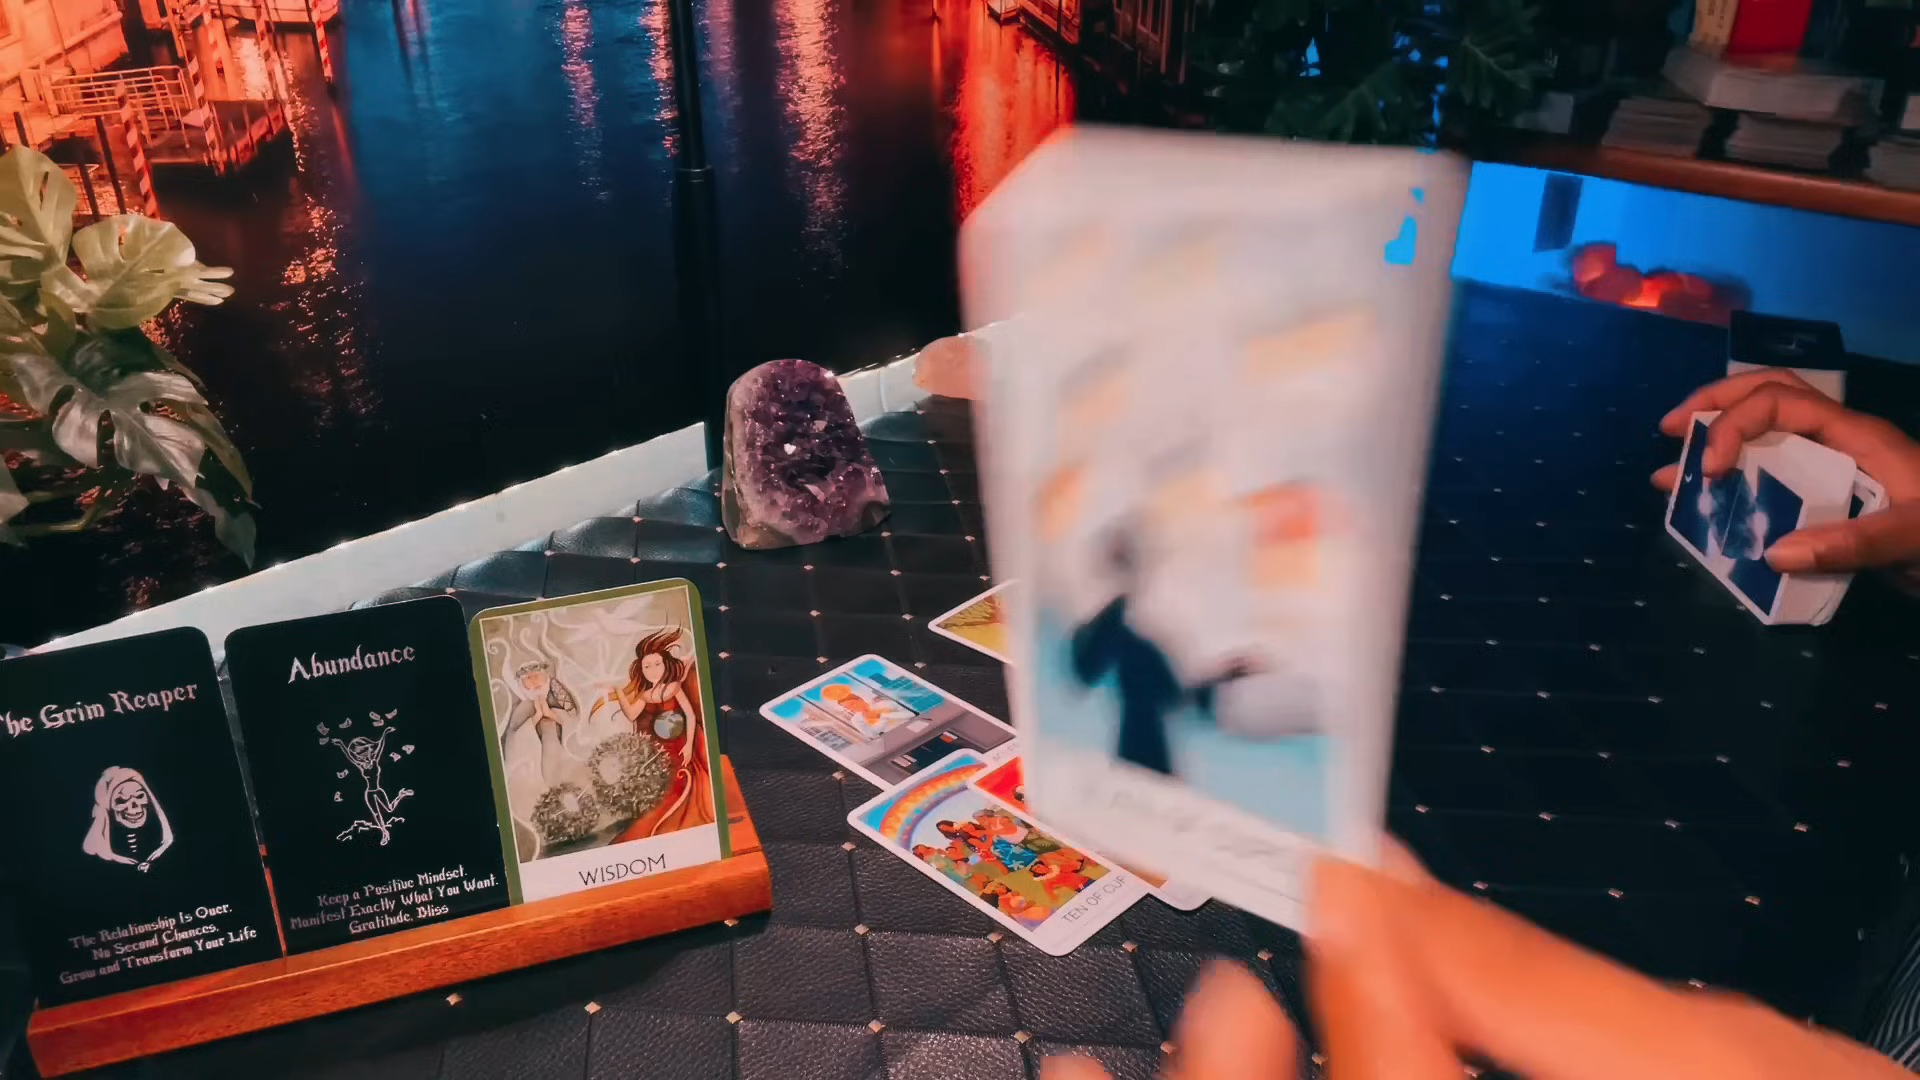 The Grim Reaper
The Relationship Is Over.
No Second Chances.
Grow and Transform Your Life
Abundance
Keep a Positive Mindset.
Manifest Exactly What You Want.
Gratitude, Bliss
WISDOM
TEN OF CUP